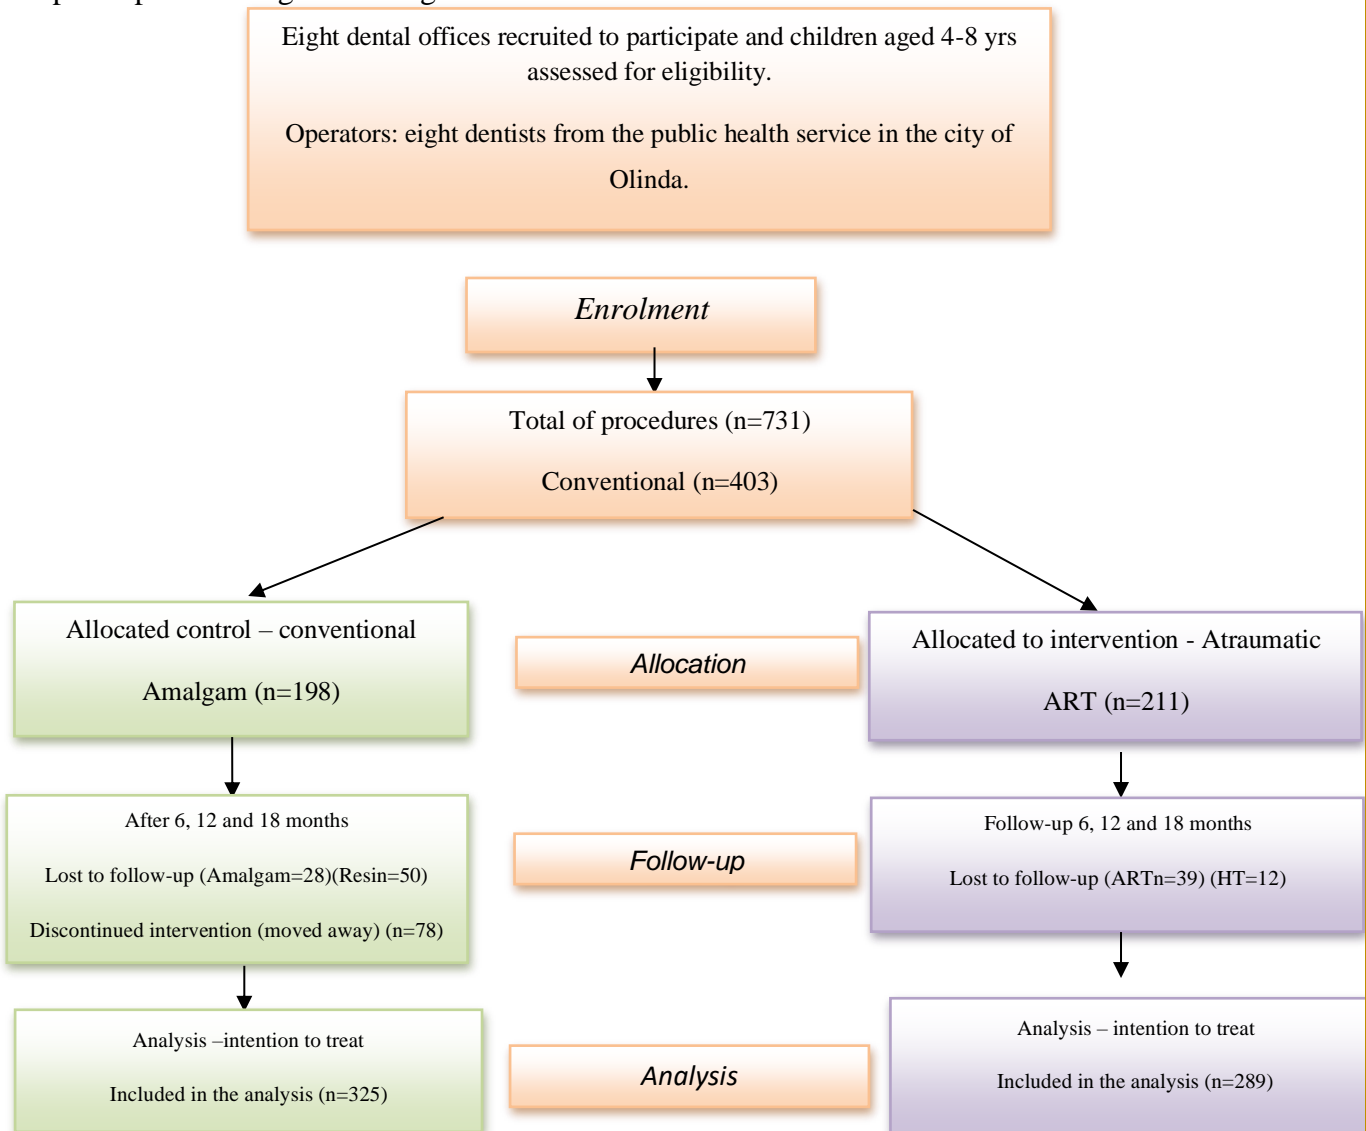 Eight dental offices recruited to participate and children aged 4-8 yrs
assessed for eligibility.
Operators: eight dentists from the public health service in the city of
Olinda.
Enrolment
Total of procedures (n=731)
Conventional (n=403)
Allocated control – conventional
Amalgam (n=198)
Allocation
Allocated to intervention - Atraumatic
ART (n=211)
After 6, 12 and 18 months
Lost to follow-up (Amalgam=28)(Resin=50)
Discontinued intervention (moved away) (n=78)
Follow-up
Follow-up 6, 12 and 18 months
Lost to follow-up (ARTn=39) (HT=12)
Analysis –intention to treat
Included in the analysis (n=325)
Analysis
Analysis – intention to treat
Included in the analysis (n=289)